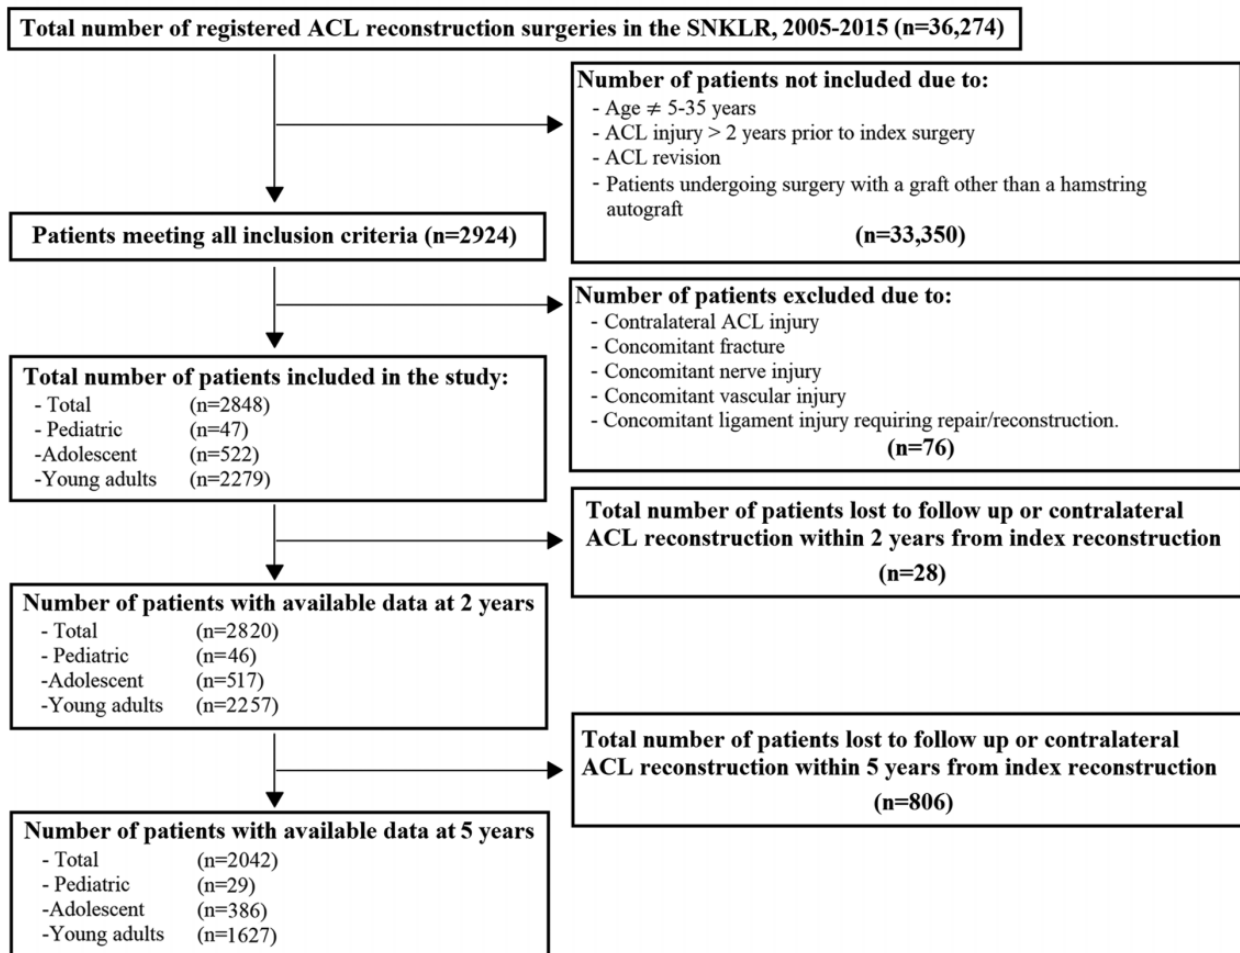 Total number of registered ACL reconstruction surgeries in the SNKLR, 2005-2015 (n=36,274)
Number of patients not included due to:
- Age ≠ 5-35 years
- ACL injury > 2 years prior to index surgery
- ACL revision
- Patients undergoing surgery with a graft other than a hamstring
autograft
(n=33,350)
Patients meeting all inclusion criteria (n=2924)
Number of patients excluded due to:
- Contralateral ACL injury
- Concomitant fracture
- Concomitant nerve injury
- Concomitant vascular injury
- Concomitant ligament injury requiring repair/reconstruction.
(n=76)
Total number of patients included in the study:
- Total (n=2848)
- Pediatric (n=47)
-Adolescent (n=522)
-Young adults (n=2279)
Total number of patients lost to follow up or contralateral
ACL reconstruction within 2 years from index reconstruction
(n=28)
Number of patients with available data at 2 years
- Total (n=2820)
- Pediatric (n=46)
-Adolescent (n=517)
-Young adults (n=2257)
Total number of patients lost to follow up or contralateral
ACL reconstruction within 5 years from index reconstruction
(n=806)
Number of patients with available data at 5 years
- Total (n=2042)
- Pediatric (n=29)
-Adolescent (n=386)
-Young adults (n=1627)